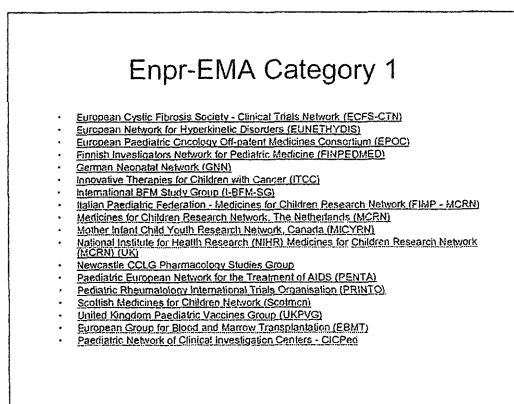 Enpr-EMA Category 1
• European Cystic Fibrosis Society - Clinical Trials Network (ECFS-CTN)
• European Network for Hyperkinetic Disorders (EUNETHYDIS)
• European Paediatric Oncology Off-patent Medicines Consortium (EPOC)
• Finnish Investigators Network for Pediatric Medicine (FINPEDMED)
• German Neonatal Network (GNN)
• Innovative Therapies for Children with Cancer (ITCC)
• International BFM Study Group (I-BFM-SG)
• Italian Paediatric Federation - Medicines for Children Research Network (FIMP - MCRN)
• Medicines for Children Research Network, The Netherlands (MCRN)
• Mother Infant Child Youth Research Network, Canada (MICYRN)
• National Institute for Health Research (NIHR) Medicines for Children Research Network
(MCRN) (UK)
• Newcastle CCLG Pharmacology Studies Group
• Paediatric European Network for the Treatment of AIDS (PENTA)
• Pediatric Rheumatology International Trials Organisation (PRINTO)
• Scottish Medicines for Children Network (Scotmcn)
• United Kingdom Paediatric Vaccines Group (UKPVG)
• European Group for Blood and Marrow Transplantation (EBMT)
• Paediatric Network of Clinical Investigation Centers - CICPed